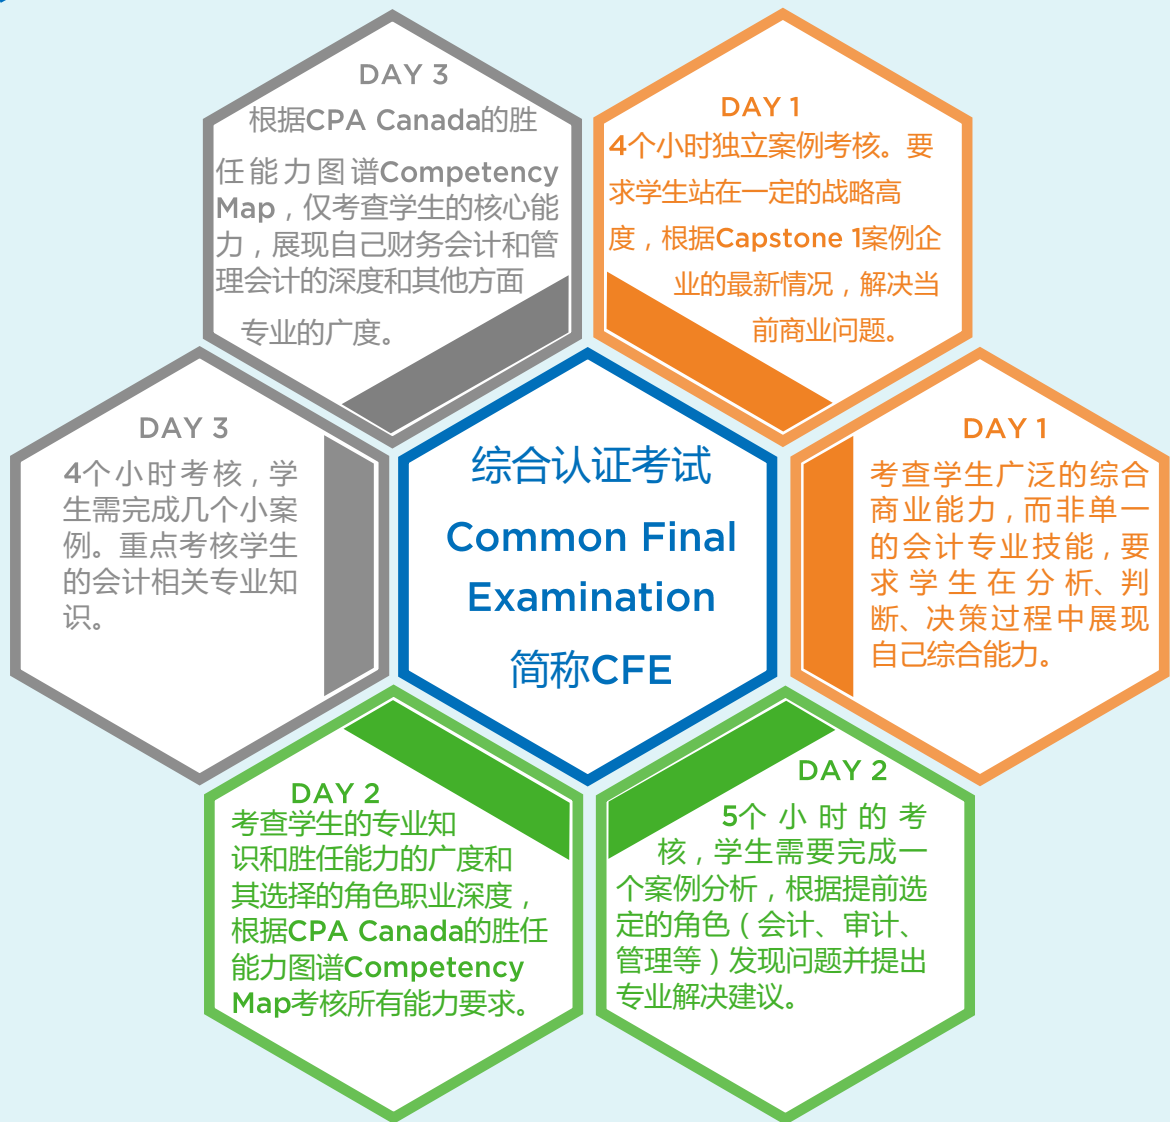 综合认证考试
Common Final
Examination
简称CFE
DAY 1
4个小时独立案例考核。要
求学生站在一定的战略高
度，根据Capstone 1案例企
业的最新情况，解决当
前商业问题。
DAY 1
考查学生广泛的综合
商业能力，而非单一
的会计专业技能，要
求学生在分析、判
断、决策过程中展现
自己综合能力。
DAY 2
5个小时的考
核，学生需要完成一
个案例分析，根据提前选
定的角色（会计、审计、
管理等）发现问题并提出
专业解决建议。
DAY 2
考查学生的专业知
识和胜任能力的广度和
其选择的角色职业深度，
根据CPA Canada的胜任
能力图谱Competency
Map考核所有能力要求。
DAY 3
4个小时考核，学
生需完成几个小案
例。重点考核学生
的会计相关专业知
识。
DAY 3
根据CPA Canada的胜
任能力图谱Competency
Map，仅考查学生的核心能
力，展现自己财务会计和管
理会计的深度和其他方面
专业的广度。